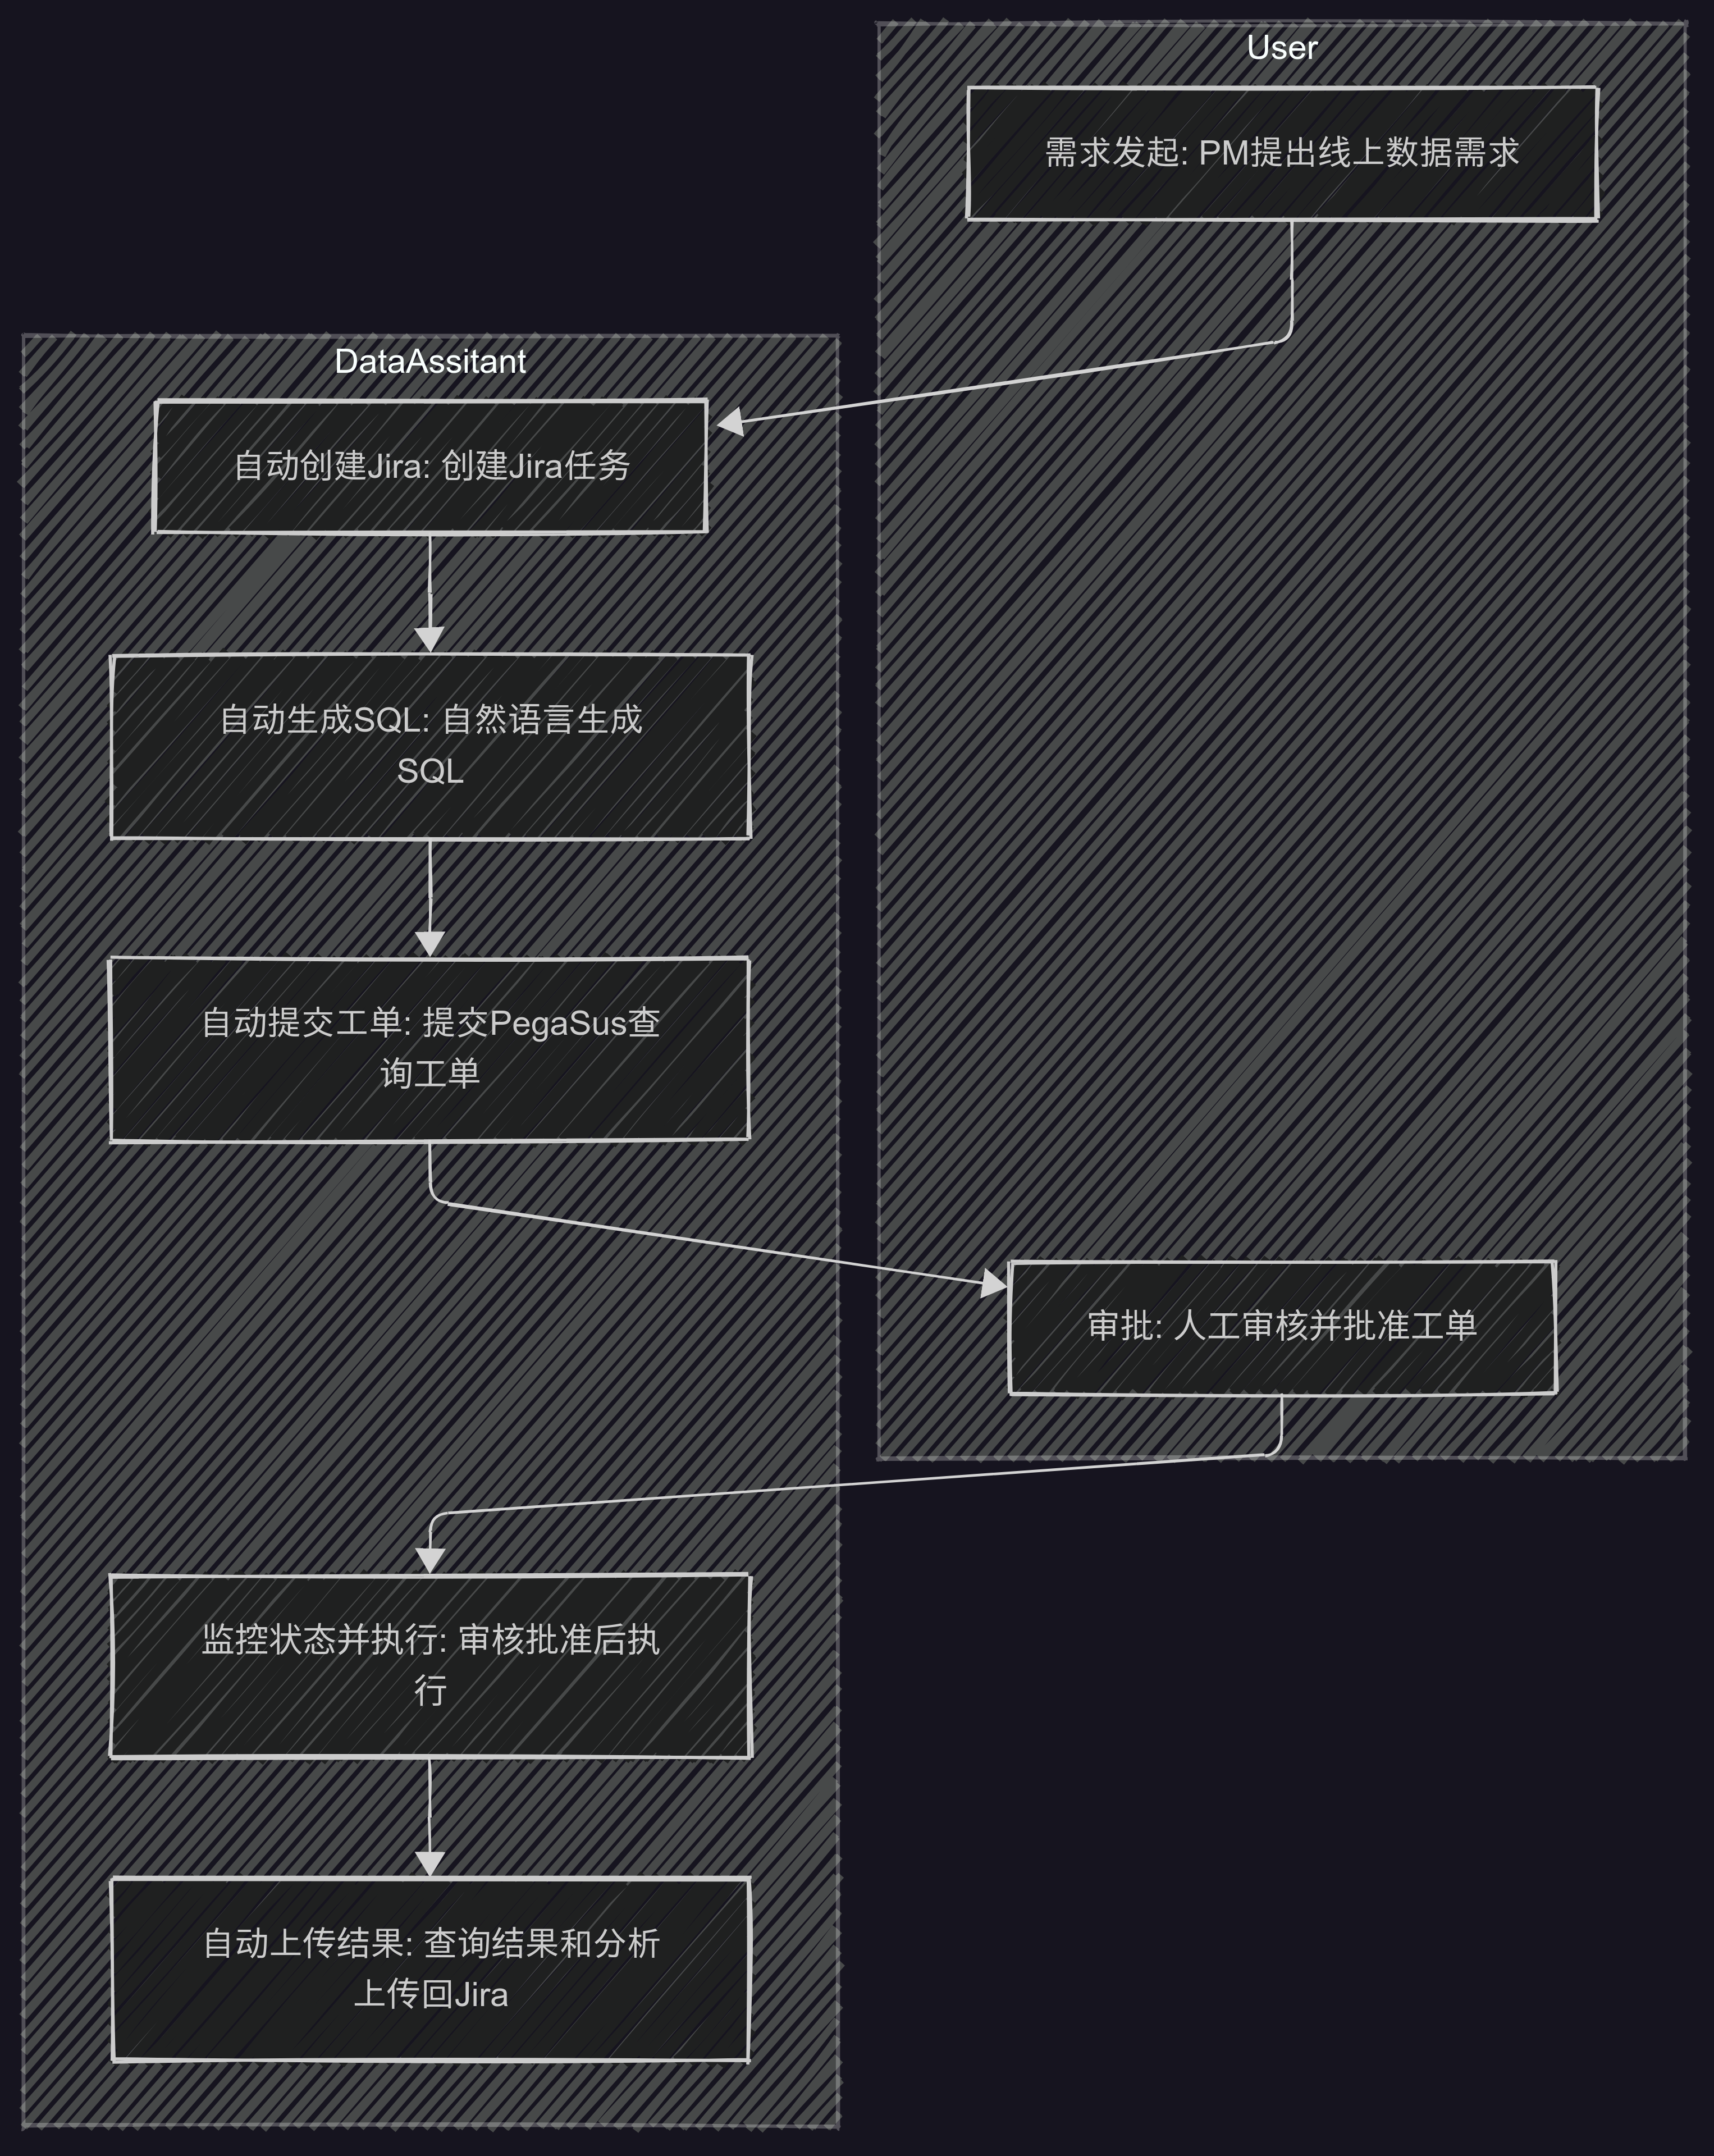 User
需求发起: PM提出线上数据需求
DataAssitant
自动创建Jira: 创建Jira任务
自动生成SQL: 自然语言生成
SQL
自动提交工单: 提交PegaSus查
询工单
审批: 人工审核并批准工单
监控状态并执行: 审核批准后执
行
自动上传结果: 查询结果和分析
上传回Jira